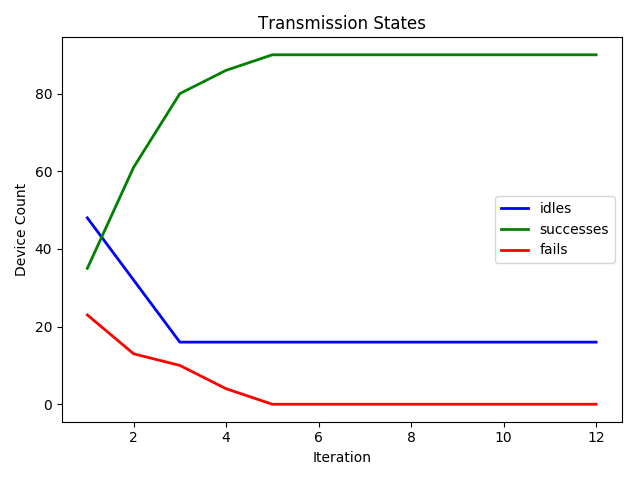 Transmission States
Device Count
80
60
40
20
0
idles
successes
fails
2 4 6 8 10 12
Iteration